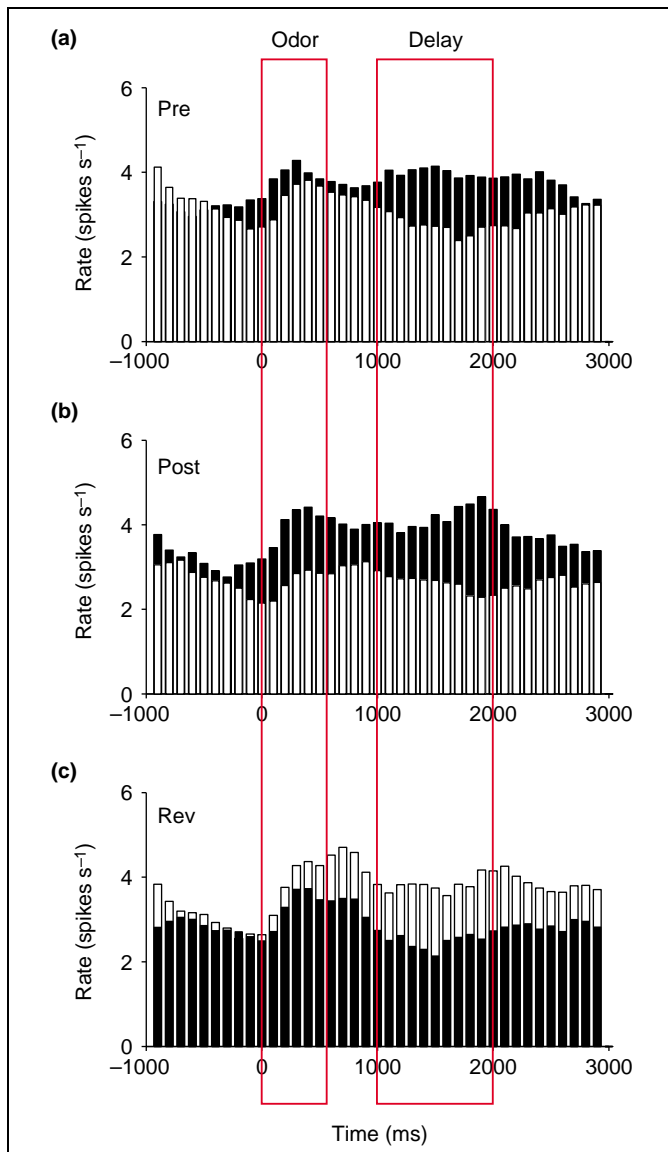 (a)
Odor
Delay
Pre
Rate (spikes s⁻¹)
6
4
2
0
–1000
0
1000
2000
3000
(b)
Post
Rate (spikes s⁻¹)
6
4
2
0
–1000
0
1000
2000
3000
(c)
Rev
Rate (spikes s⁻¹)
6
4
2
0
–1000
0
1000
2000
3000
Time (ms)